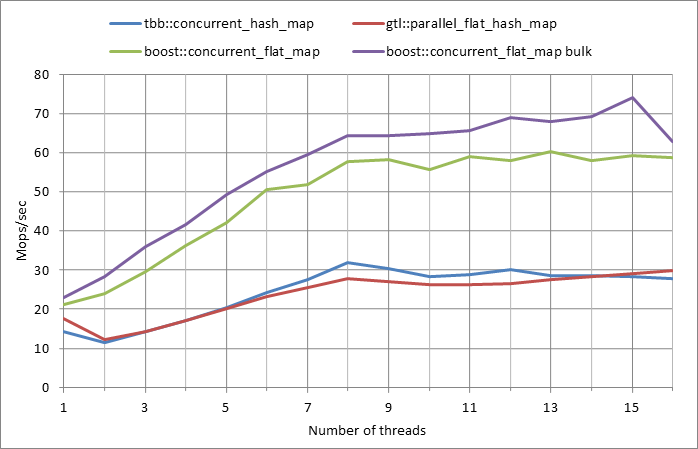 tbb::concurrent_hash_map gtl::parallel_flat_hash_map
boost::concurrent_flat_map boost::concurrent_flat_map bulk
80
70
60
50
40
30
20
10
0
Mops/sec
1 3 5 7 9 11 13 15
Number of threads